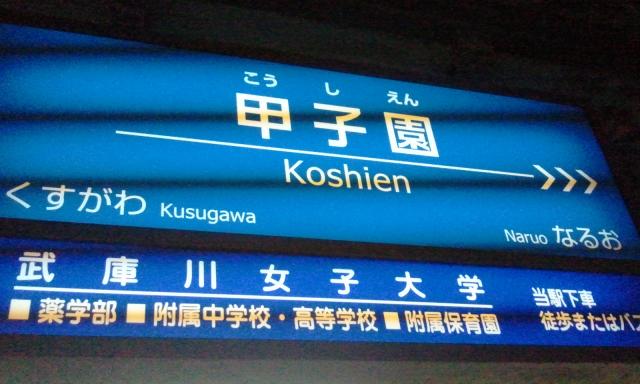 こうしえん
甲子園
Koshien
くすがわ Kusugawa
Naruo なるお
武庫川女子大学
■薬学部 ■附属中学校・高等学校 ■附属保育園
当駅下車
徒歩またはバス